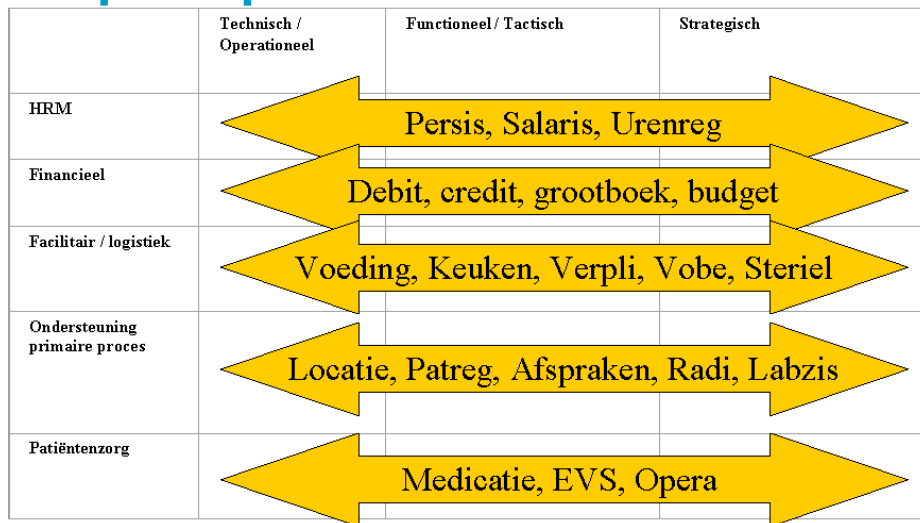 Technisch /
Operationeel
Functioneel / Tactisch
Strategisch
HRM
Persis, Salaris, Urenreg
Financieel
Debit, credit, grootboek, budget
Facilitair / logistiek
Voeding, Keuken, Verpli, Vobe, Steriel
Ondersteuning
primaire proces
Locatie, Patreg, Afspraken, Radi, Labzis
Patiëntenzorg
Medicatie, EVS, Opera